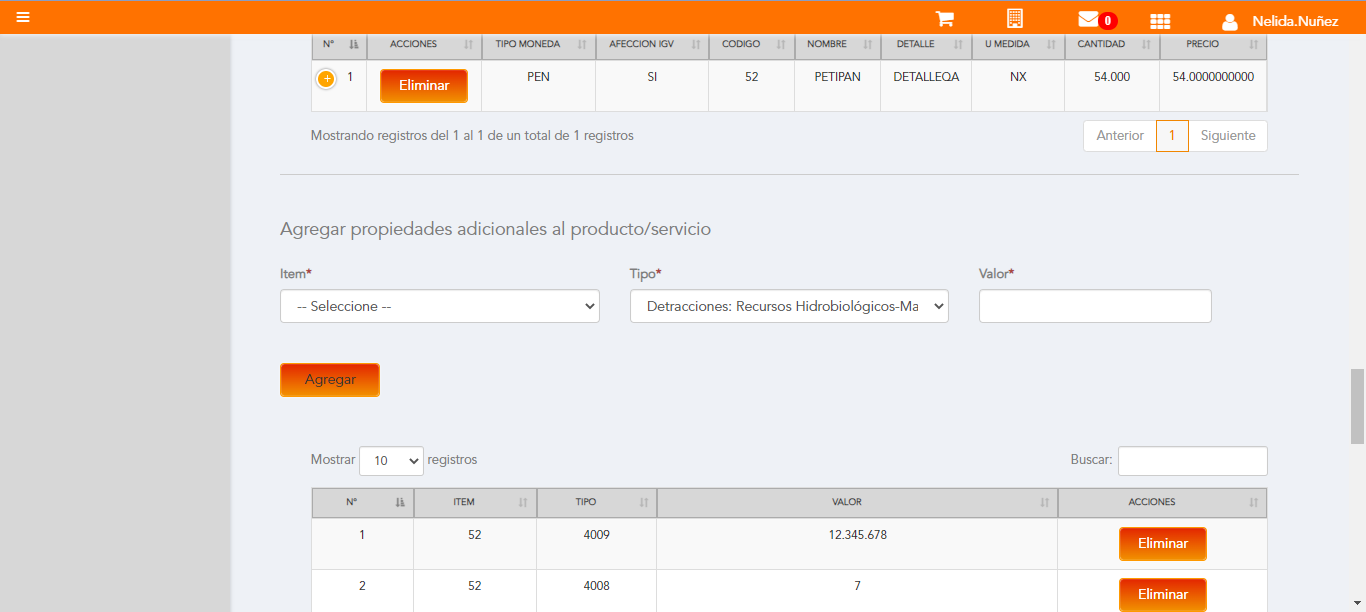 0 Nelida.Nuñez
N° ACCIONES TIPO MONEDA AFECCION IGV CODIGO NOMBRE DETALLE U MEDIDA CANTIDAD PRECIO
1 Eliminar PEN SI 52 PETIPAN DETALLEQA NX 54.000 54.0000000000
Mostrando registros del 1 al 1 de un total de 1 registros Anterior 1 Siguiente
Agregar propiedades adicionales al producto/servicio
Item* Tipo* Valor*
-- Seleccione -- Detracciones: Recursos Hidrobiológicos-Ma
Agregar
Mostrar 10 registros Buscar:
N° ITEM TIPO VALOR ACCIONES
1 52 4009 12.345.678 Eliminar
2 52 4008 7 Eliminar